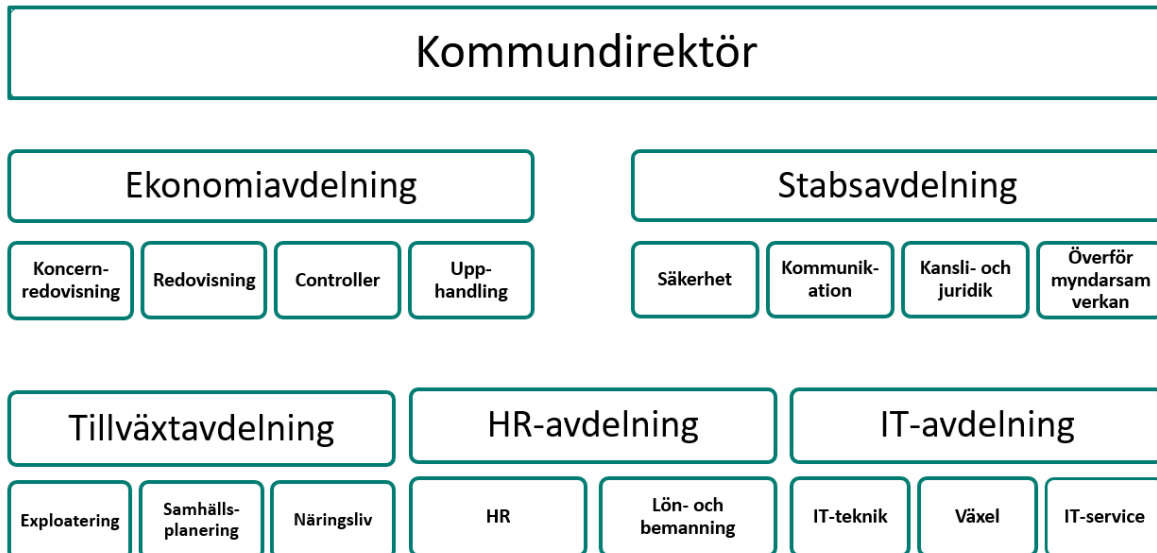 Kommundirektör
Ekonomiavdelning
Stabsavdelning
Koncern-
redovisning
Redovisning
Controller
Upp-
handling
Säkerhet
Kommunik-
ation
Kansli- och
juridik
Överför
myndarsam
verkan
Tillväxtavdelning
HR-avdelning
IT-avdelning
Exploatering
Samhälls-
planering
Näringsliv
HR
Lön- och
bemanning
IT-teknik
Växel
IT-service